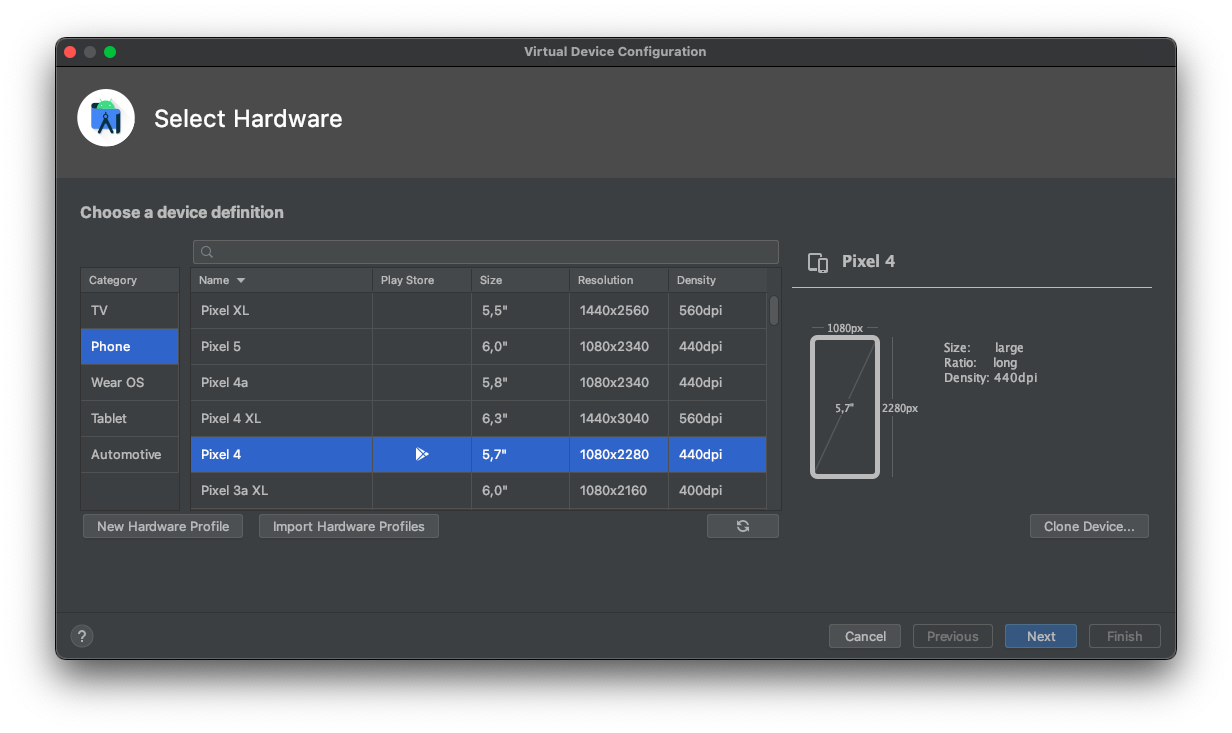 Virtual Device Configuration
Select Hardware
Choose a device definition
Category
TV
Phone
Wear OS
Tablet
Automotive
Name Play Store Size Resolution Density
Pixel XL 5,5" 1440x2560 560dpi
Pixel 5 6,0" 1080x2340 440dpi
Pixel 4a 5,8" 1080x2340 440dpi
Pixel 4 XL 6,3" 1440x3040 560dpi
Pixel 4 5,7" 1080x2280 440dpi
Pixel 3a XL 6,0" 1080x2160 400dpi
New Hardware Profile Import Hardware Profiles
Pixel 4
1080px
5,7"
2280px
Size: large
Ratio: long
Density: 440dpi
Clone Device...
? Cancel Previous Next Finish